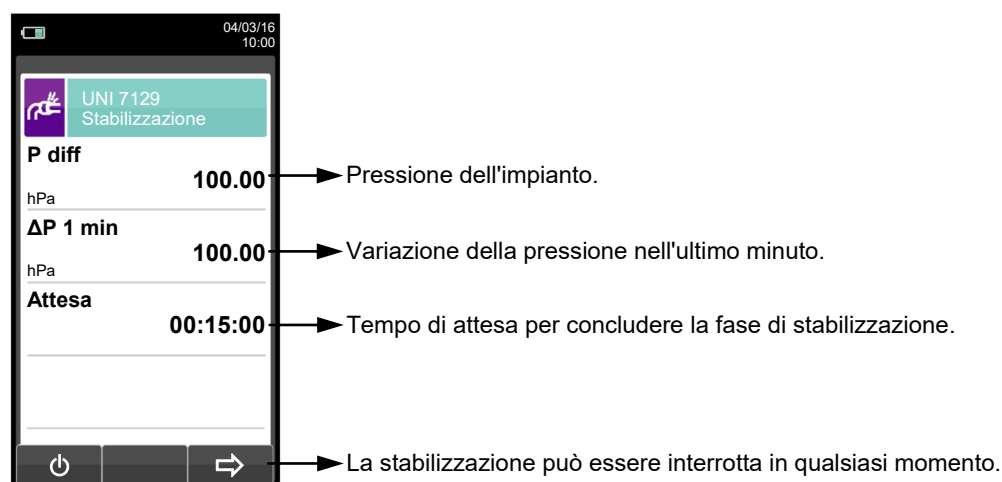 04/03/16
10:00
UNI 7129
Stabilizzazione
P diff
100.00
hPa
Pressione dell'impianto.
ΔP 1 min
100.00
hPa
Variazione della pressione nell'ultimo minuto.
Attesa
00:15:00
Tempo di attesa per concludere la fase di stabilizzazione.
La stabilizzazione può essere interrotta in qualsiasi momento.